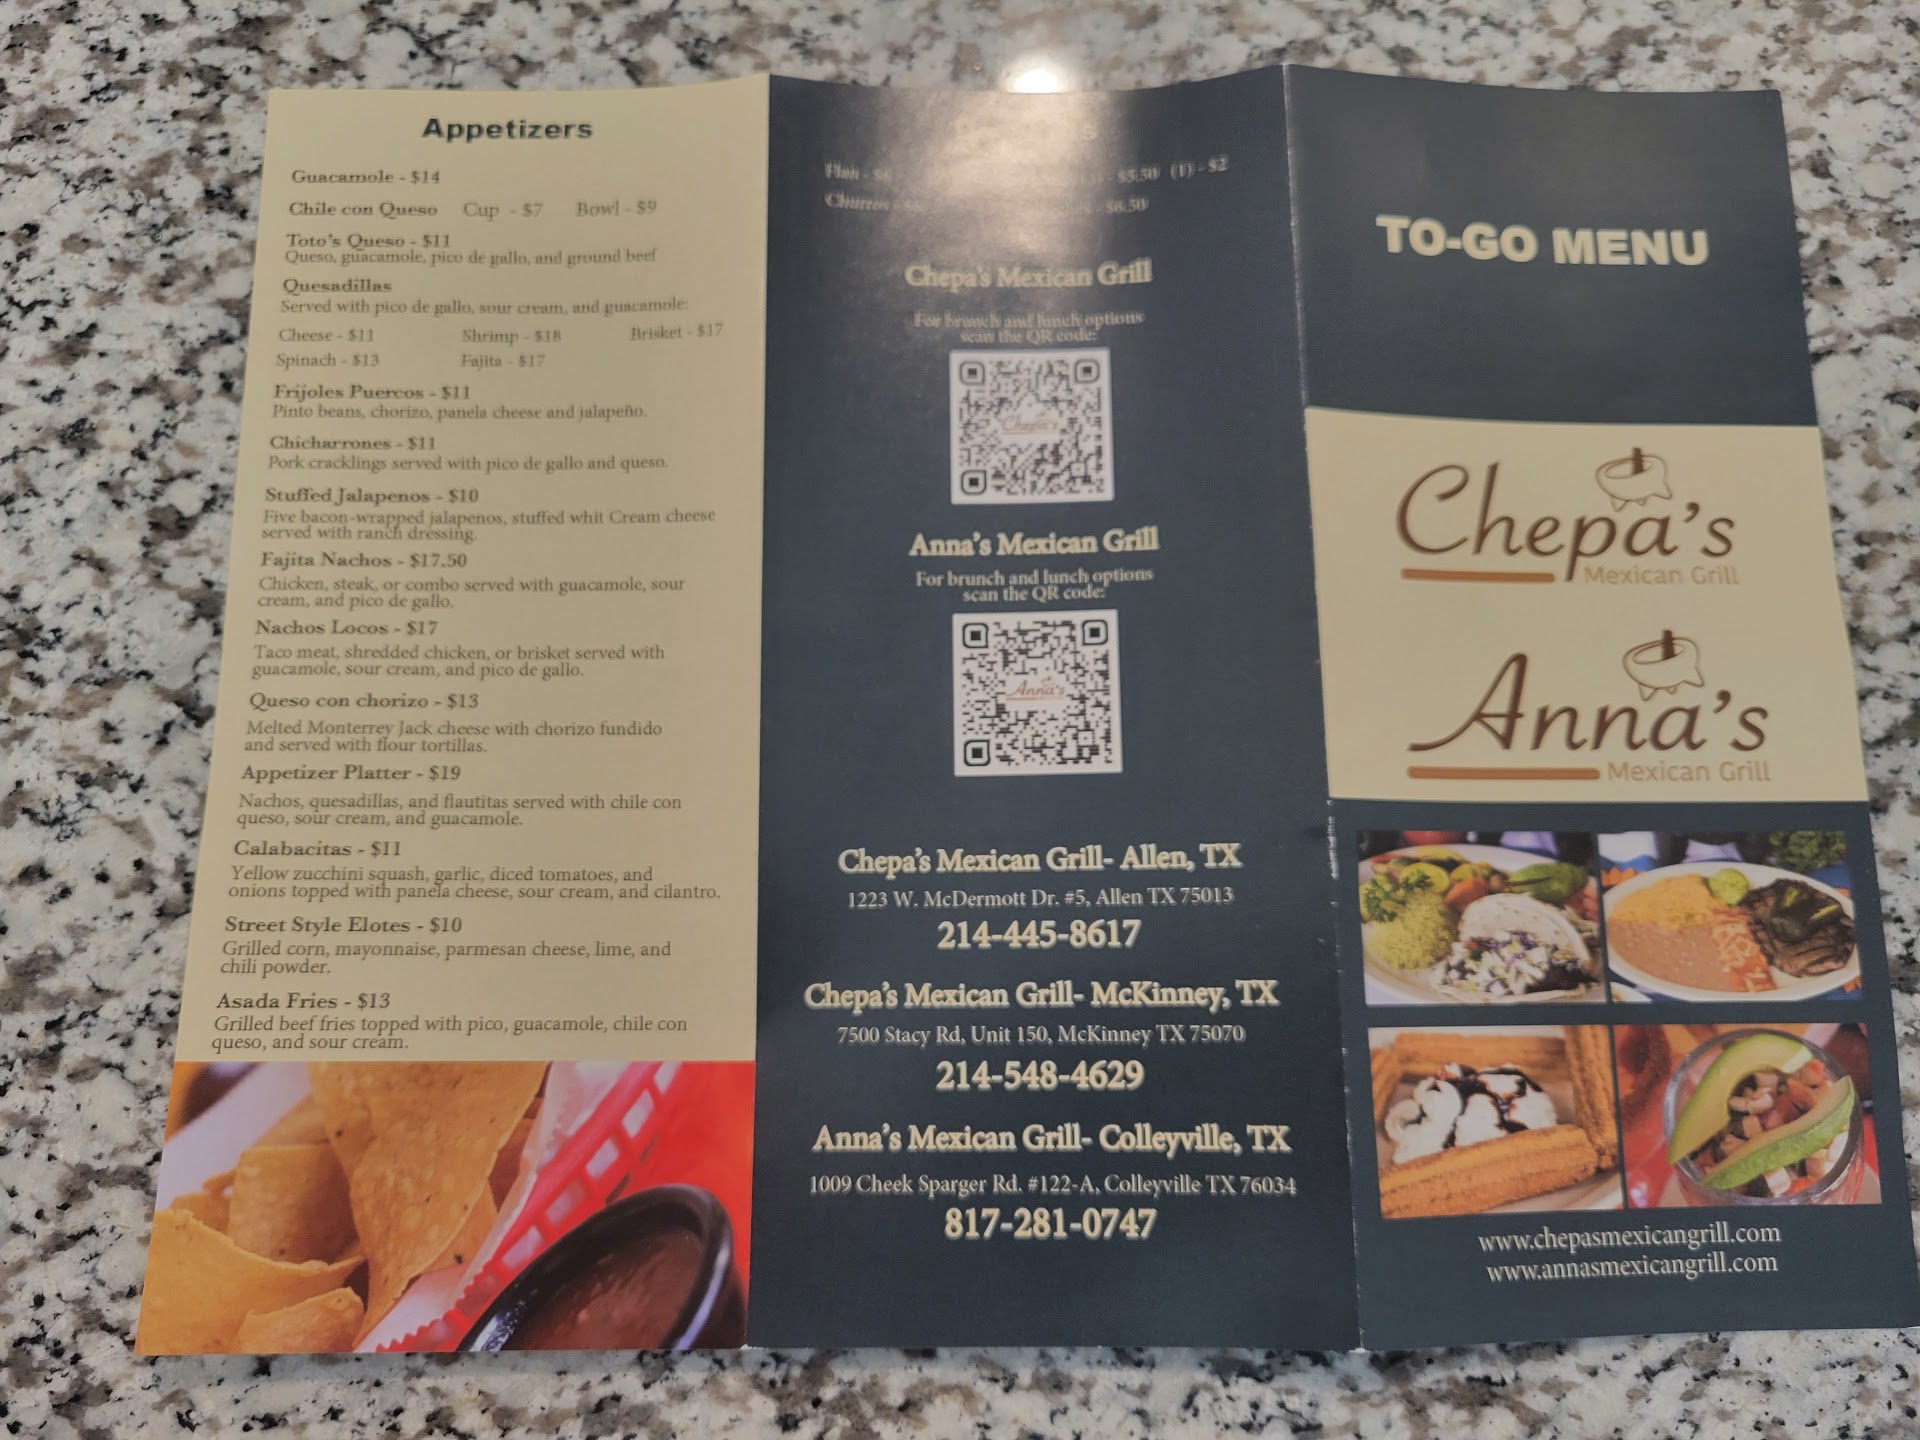 Appetizers
Guacamole - $14
Chile con Queso Cup - $7 Bowl - $9
Toto's Queso - $11
Queso, guacamole, pico de gallo, and ground beef
Quesadillas
Served with pico de gallo, sour cream, and guacamole:
Cheese - $11 Shrimp - $18 Brisket - $17
Spinach - $13 Fajita - $17
Frijoles Puercos - $11
Pinto beans, chorizo, panela cheese and jalapeño.
Chicharrones - $11
Pork cracklings served with pico de gallo and queso.
Stuffed Jalapenos - $10
Five bacon-wrapped jalapenos, stuffed whit Cream cheese
served with ranch dressing.
Fajita Nachos - $17.50
Chicken, steak, or combo served with guacamole, sour
cream, and pico de gallo.
Nachos Locos - $17
Taco meat, shredded chicken, or brisket served with
guacamole, sour cream, and pico de gallo.
Queso con chorizo - $13
Melted Monterrey Jack cheese with chorizo fundido
and served with flour tortillas.
Appetizer Platter - $19
Nachos, quesadillas, and flautitas served with chile con
queso, sour cream, and guacamole.
Calabacitas - $11
Yellow zucchini squash, garlic, diced tomatoes, and
onions topped with panela cheese, sour cream, and cilantro.
Street Style Elotes - $10
Grilled corn, mayonnaise, parmesan cheese, lime, and
chili powder.
Asada Fries - $13
Grilled beef fries topped with pico, guacamole, chile con
queso, and sour cream.
Flan - $6 - $5.50 (1) - $2
Churros - $6.50
Chepa's Mexican Grill
For brunch and lunch options
scan the QR code:
Chepa's
Anna's Mexican Grill
For brunch and lunch options
scan the QR code:
Anna's
Chepa's Mexican Grill- Allen, TX
1223 W. McDermott Dr. #5, Allen TX 75013
214-445-8617
Chepa's Mexican Grill- McKinney, TX
7500 Stacy Rd, Unit 150, McKinney TX 75070
214-548-4629
Anna's Mexican Grill- Colleyville, TX
1009 Cheek Sparger Rd. #122-A, Colleyville TX 76034
817-281-0747
TO-GO MENU
Chepa's
Mexican Grill
Anna's
Mexican Grill
www.chepasmexicangrill.com
www.annasmexicangrill.com